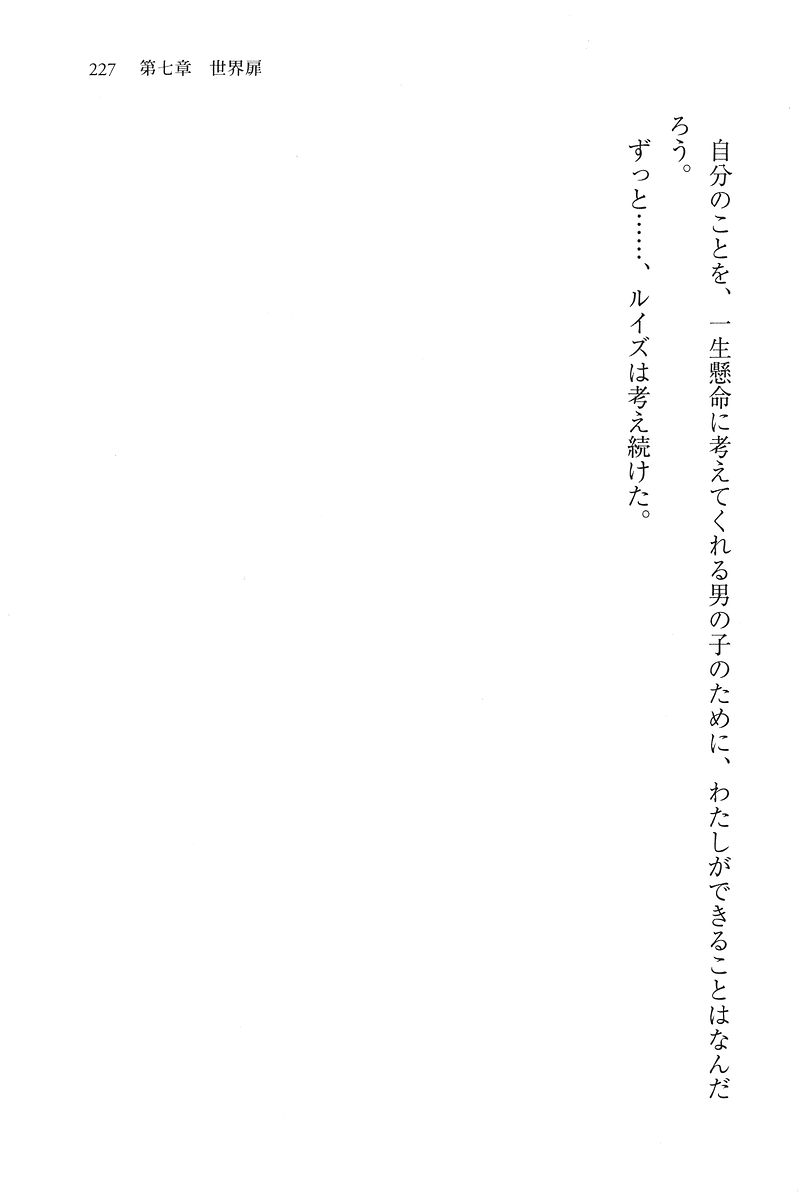 227　第七章　世界扉
自分のことを、一生懸命に考えてくれる男の子のために、わたしができることはなんだ
ろう。
ずっと……、ルイズは考え続けた。